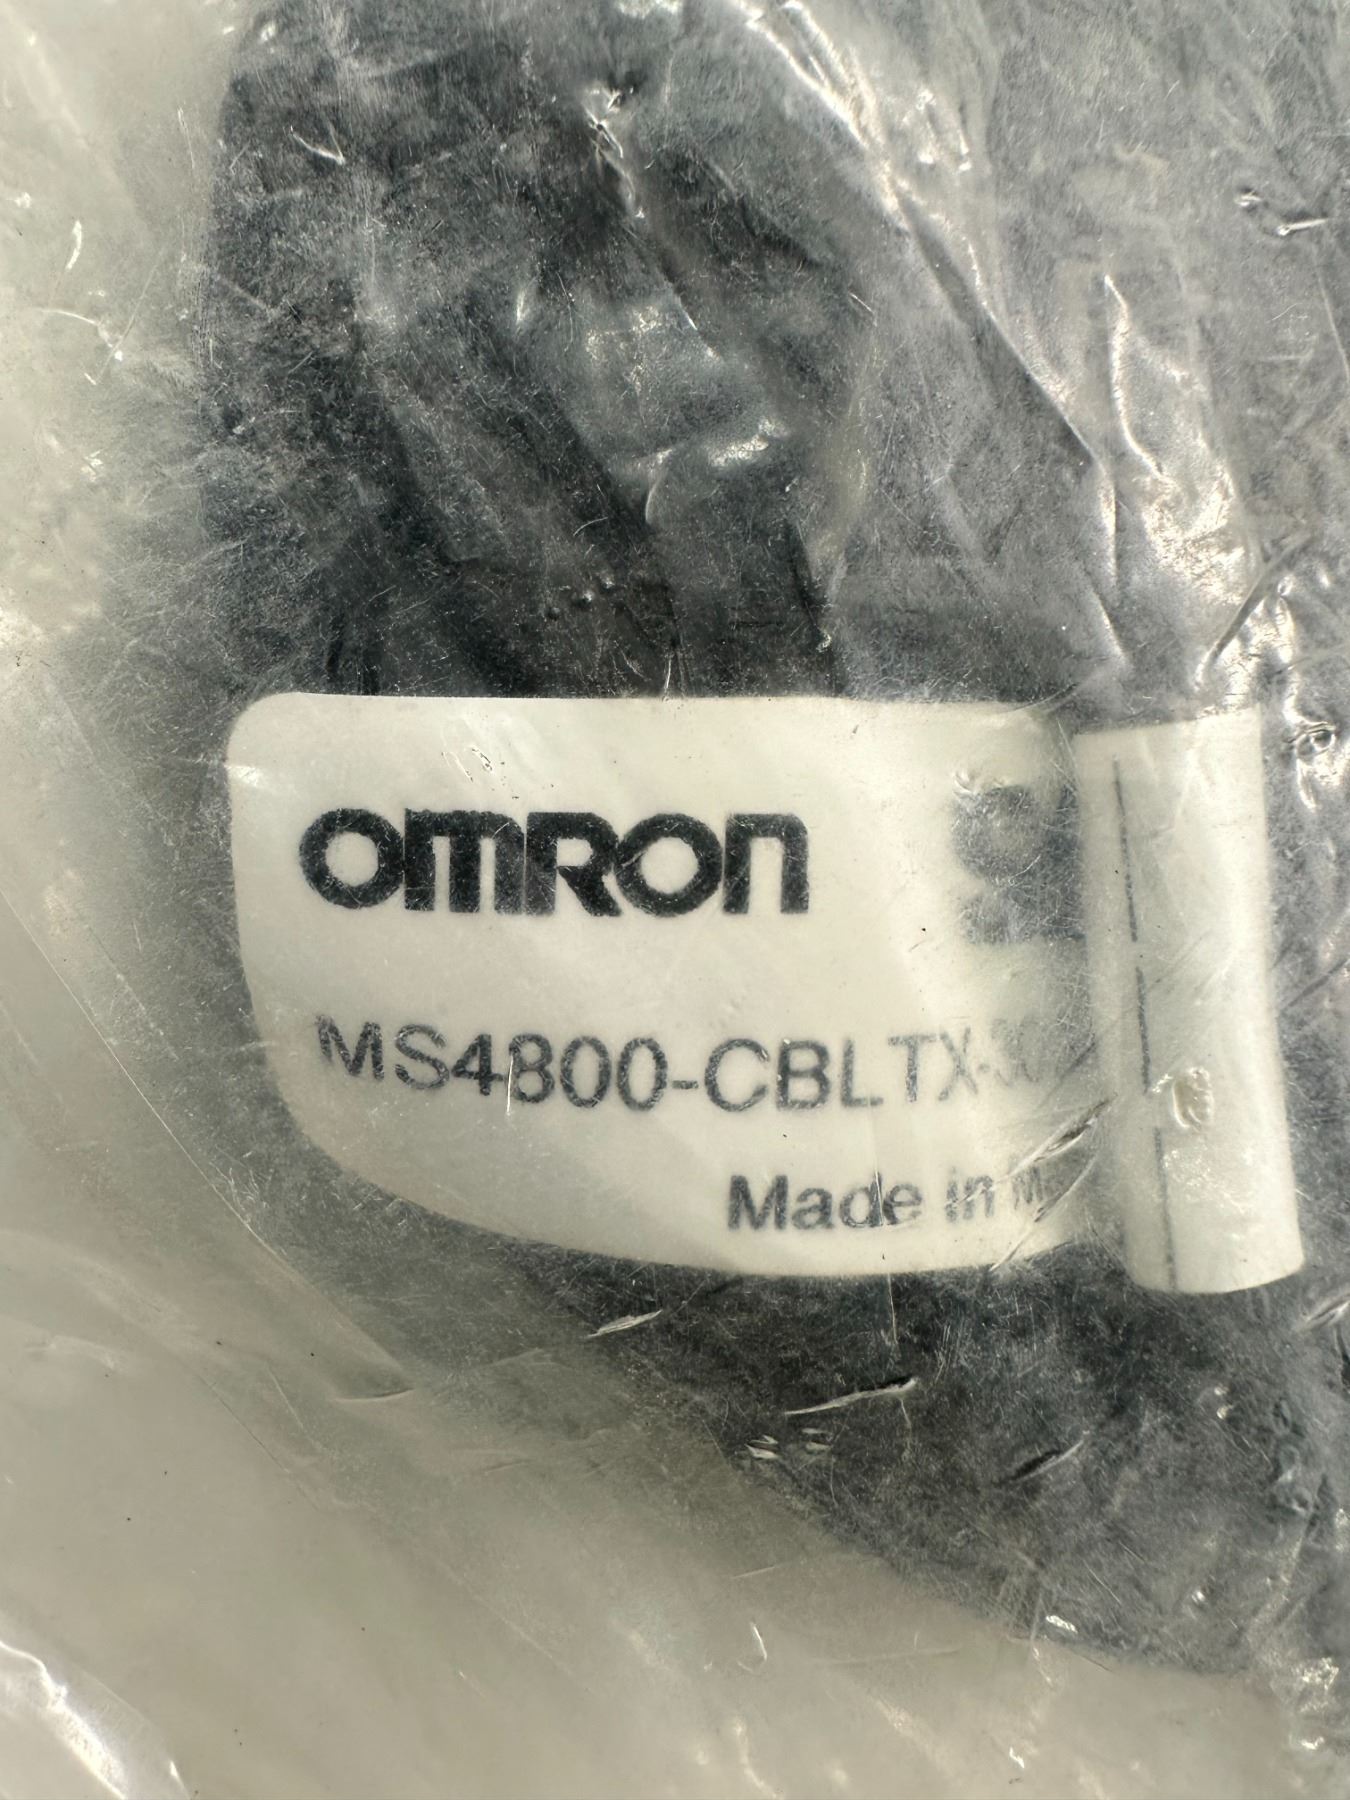 OMRON
MS4800-CBLTX-
Made in